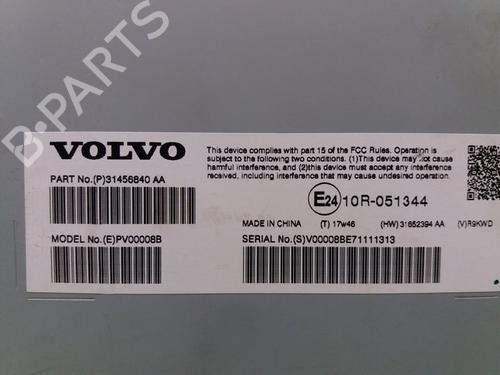 B-PARTS
VOLVO
This device complies with part 15 of the FCC Rules. Operation is
subject to the following two conditions. (1)This device may not cause
harmful interference, and (2)this device must accept any interference
received, including interference that may cause undesired operation.
PART No.(P)31456840 AA
E24 10R-051344
MADE IN CHINA (T) 17w46 (HW) 31652394 AA (V)R9KWD
MODEL No.(E)PV00008B
SERIAL No.(S)V00008BE71111313